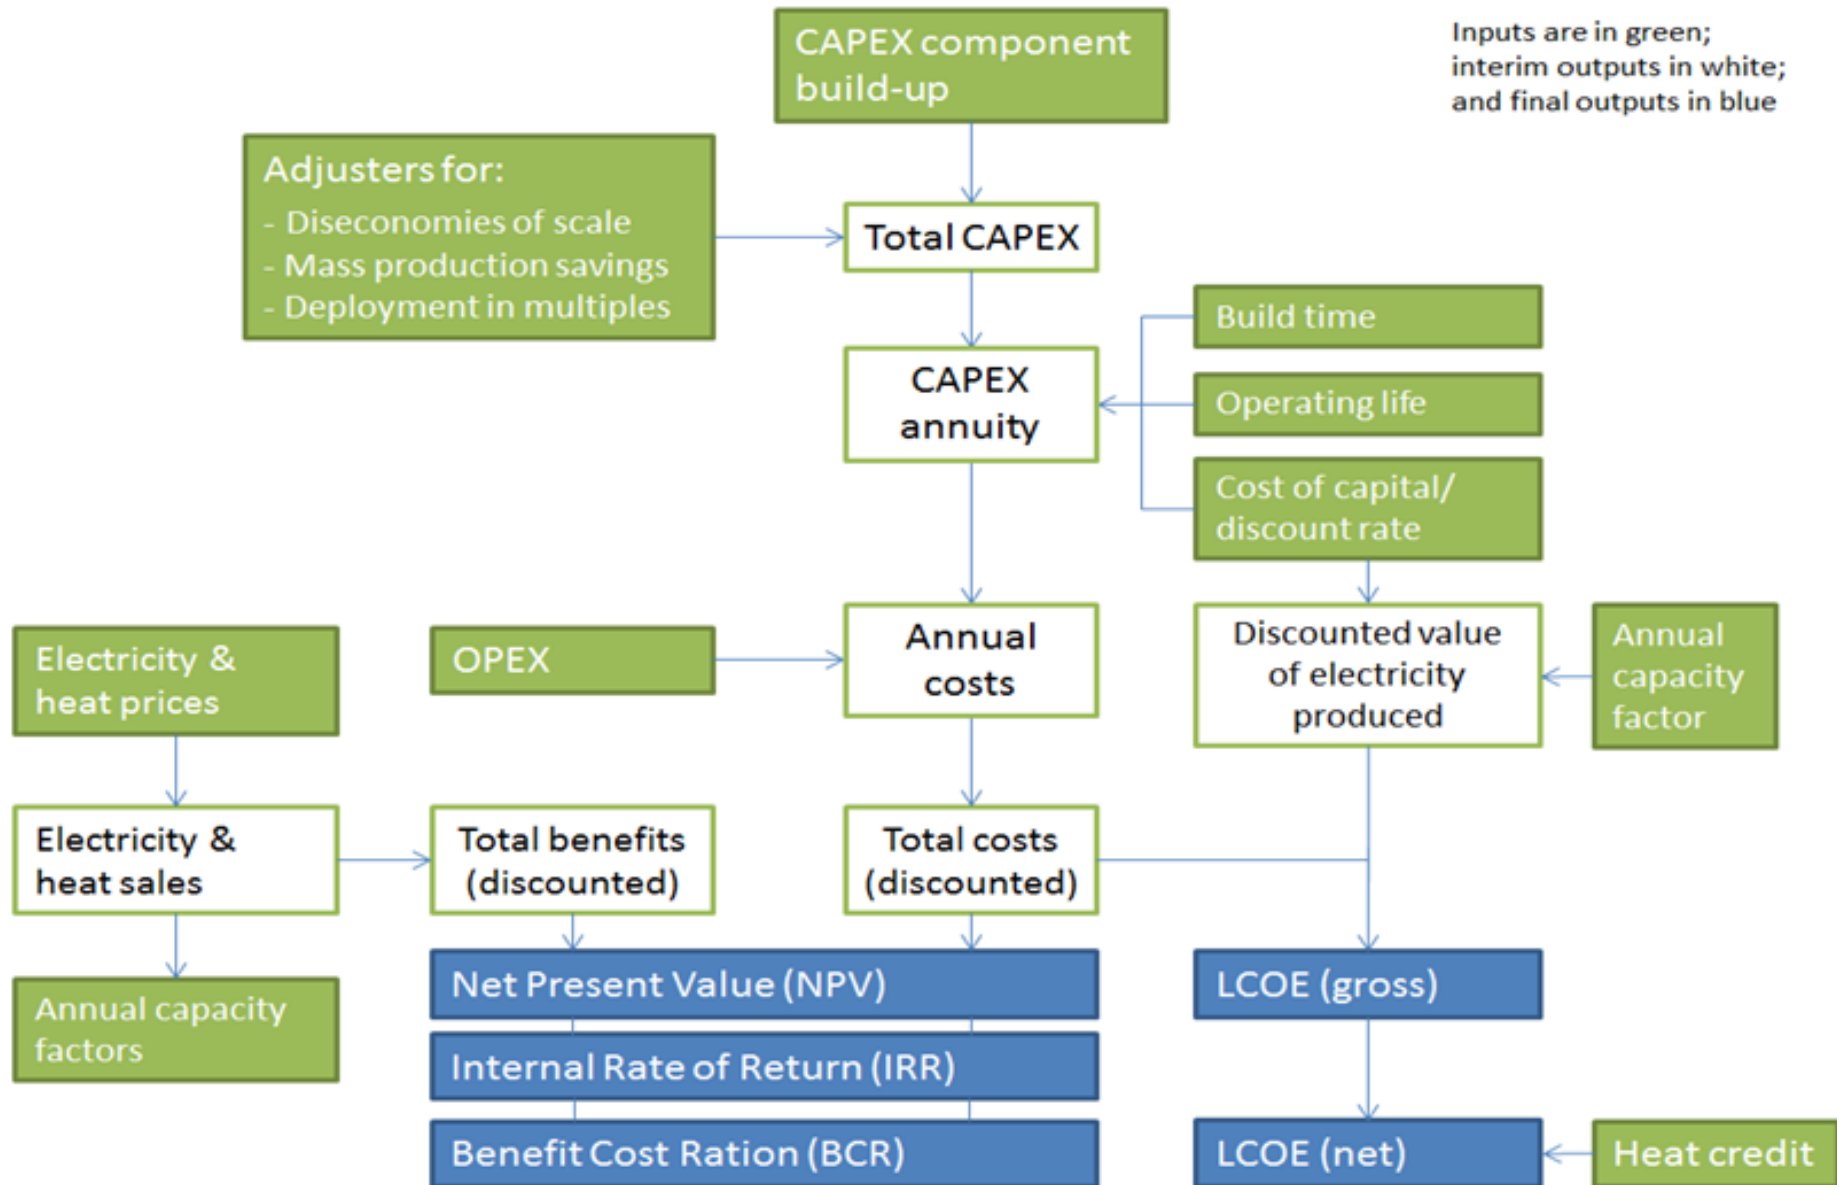 CAPEX component
build-up
Inputs are in green;
interim outputs in white;
and final outputs in blue
Adjusters for:
- Diseconomies of scale
- Mass production savings
- Deployment in multiples
Total CAPEX
Build time
CAPEX
annuity
Operating life
Cost of capital/
discount rate
Electricity &
heat prices
OPEX
Annual
costs
Discounted value
of electricity
produced
Annual
capacity
factor
Electricity &
heat sales
Total benefits
(discounted)
Total costs
(discounted)
Annual capacity
factors
Net Present Value (NPV)
LCOE (gross)
Internal Rate of Return (IRR)
Benefit Cost Ration (BCR)
LCOE (net)
Heat credit